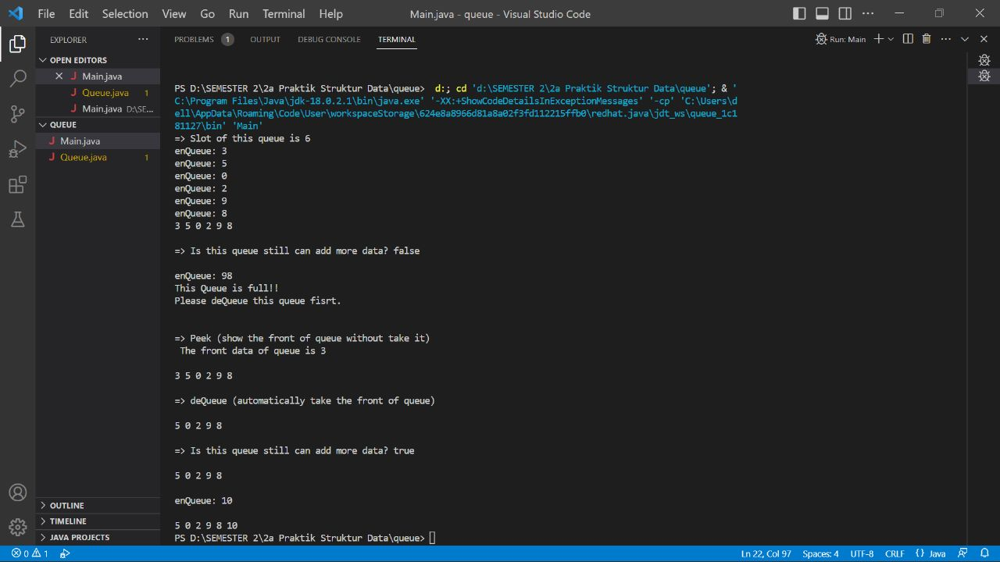 File Edit Selection View Go Run Terminal Help Main.java - queue - Visual Studio Code
EXPLORER
OPEN EDITORS
Main.java
Queue.java 1
Main.java D:\SE...
QUEUE
Main.java
Queue.java 1
OUTLINE
TIMELINE
JAVA PROJECTS
PROBLEMS 1 OUTPUT DEBUG CONSOLE TERMINAL Run: Main
PS D:\SEMESTER 2\2a Praktik Struktur Data\queue> d:; cd 'd:\SEMESTER 2\2a Praktik Struktur Data\queue'; & '
C:\Program Files\Java\jdk-18.0.2.1\bin\java.exe' '-XX:+ShowCodeDetailsInExceptionMessages' '-cp' 'C:\Users\d
ell\AppData\Roaming\Code\User\workspaceStorage\624e8a8966d81a8a02f3fd112215ffb0\redhat.java\jdt_ws\queue_1c1
81127\bin' 'Main'
=> Slot of this queue is 6
enQueue: 3
enQueue: 5
enQueue: 0
enQueue: 2
enQueue: 9
enQueue: 8
3 5 0 2 9 8
=> Is this queue still can add more data? false
enQueue: 98
This Queue is full!!
Please deQueue this queue fisrt.
=> Peek (show the front of queue without take it)
The front data of queue is 3
3 5 0 2 9 8
=> deQueue (automatically take the front of queue)
5 0 2 9 8
=> Is this queue still can add more data? true
5 0 2 9 8
enQueue: 10
5 0 2 9 8 10
PS D:\SEMESTER 2\2a Praktik Struktur Data\queue>
0 1 Ln 22, Col 97 Spaces: 4 UTF-8 CRLF {} Java